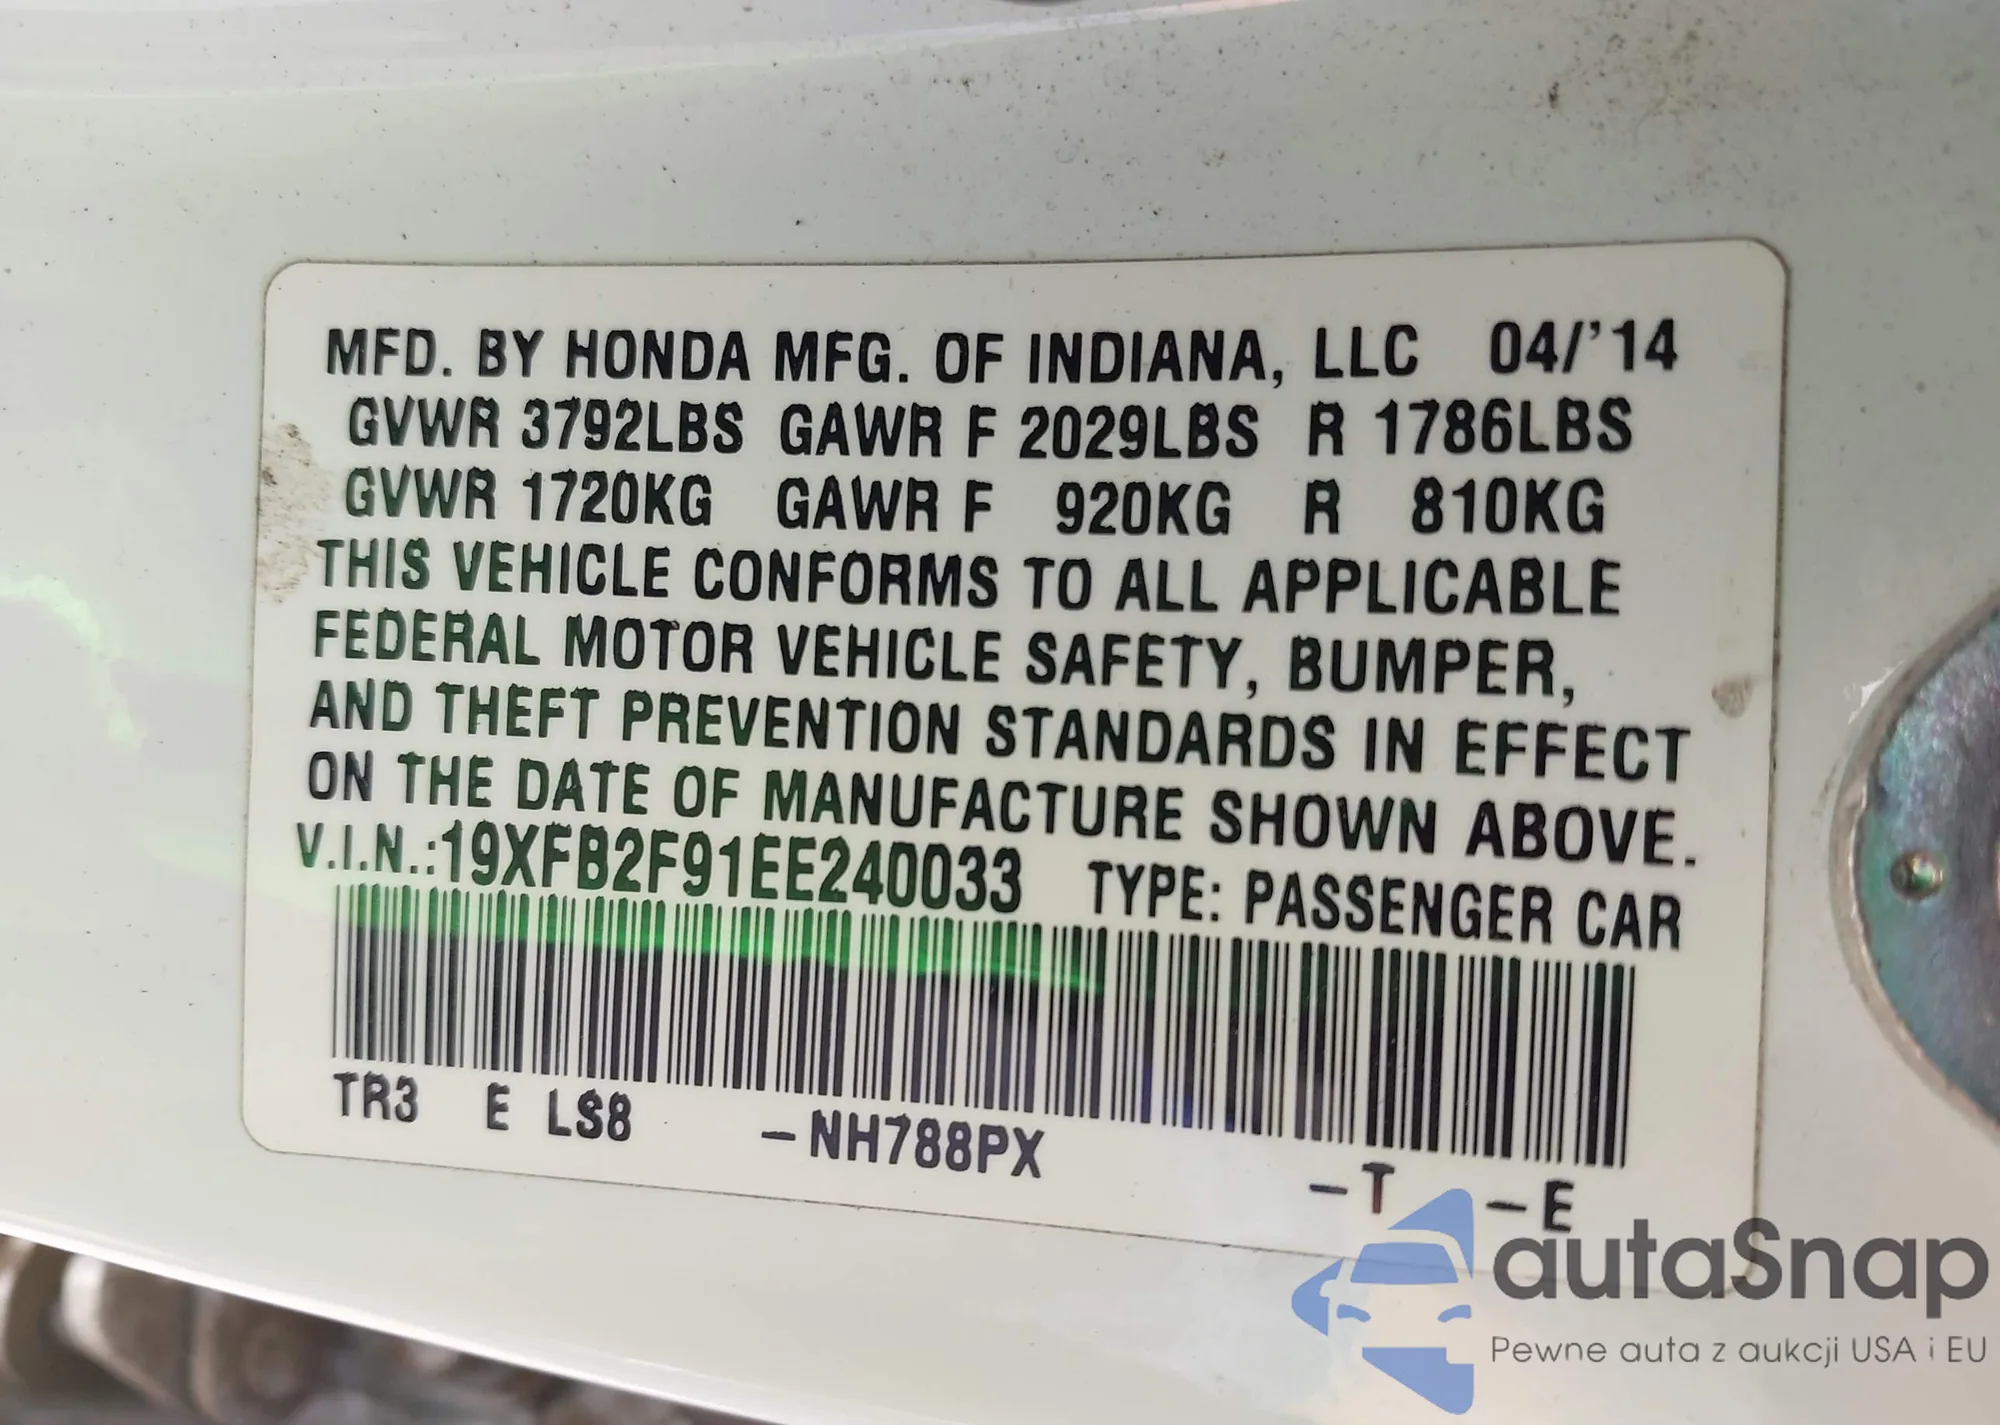 MFD. BY HONDA MFG. OF INDIANA, LLC 04/'14
GVWR 3792LBS GAWR F 2029LBS R 1786LBS
GVWR 1720KG GAWR F 920KG R 810KG
THIS VEHICLE CONFORMS TO ALL APPLICABLE
FEDERAL MOTOR VEHICLE SAFETY, BUMPER,
AND THEFT PREVENTION STANDARDS IN EFFECT
ON THE DATE OF MANUFACTURE SHOWN ABOVE.
V.I.N.:19XFB2F91EE240033 TYPE: PASSENGER CAR
TR3 E LS8 -NH788PX -T -E
autaSnap
Pewne auta z aukcji USA i EU